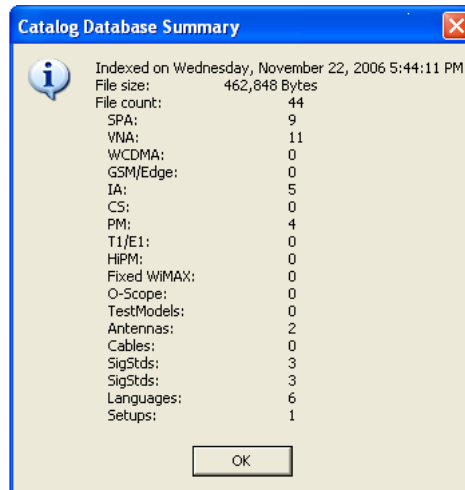 Catalog Database Summary
Indexed on Wednesday, November 22, 2006 5:44:11 PM
File size: 462,848 Bytes
File count: 44
SPA: 9
VNA: 11
WCDMA: 0
GSM/Edge: 0
IA: 5
CS: 0
PM: 4
T1/E1: 0
HiPM: 0
Fixed WiMAX: 0
O-Scope: 0
TestModels: 0
Antennas: 2
Cables: 0
SigStds: 3
SigStds: 3
Languages: 6
Setups: 1
OK